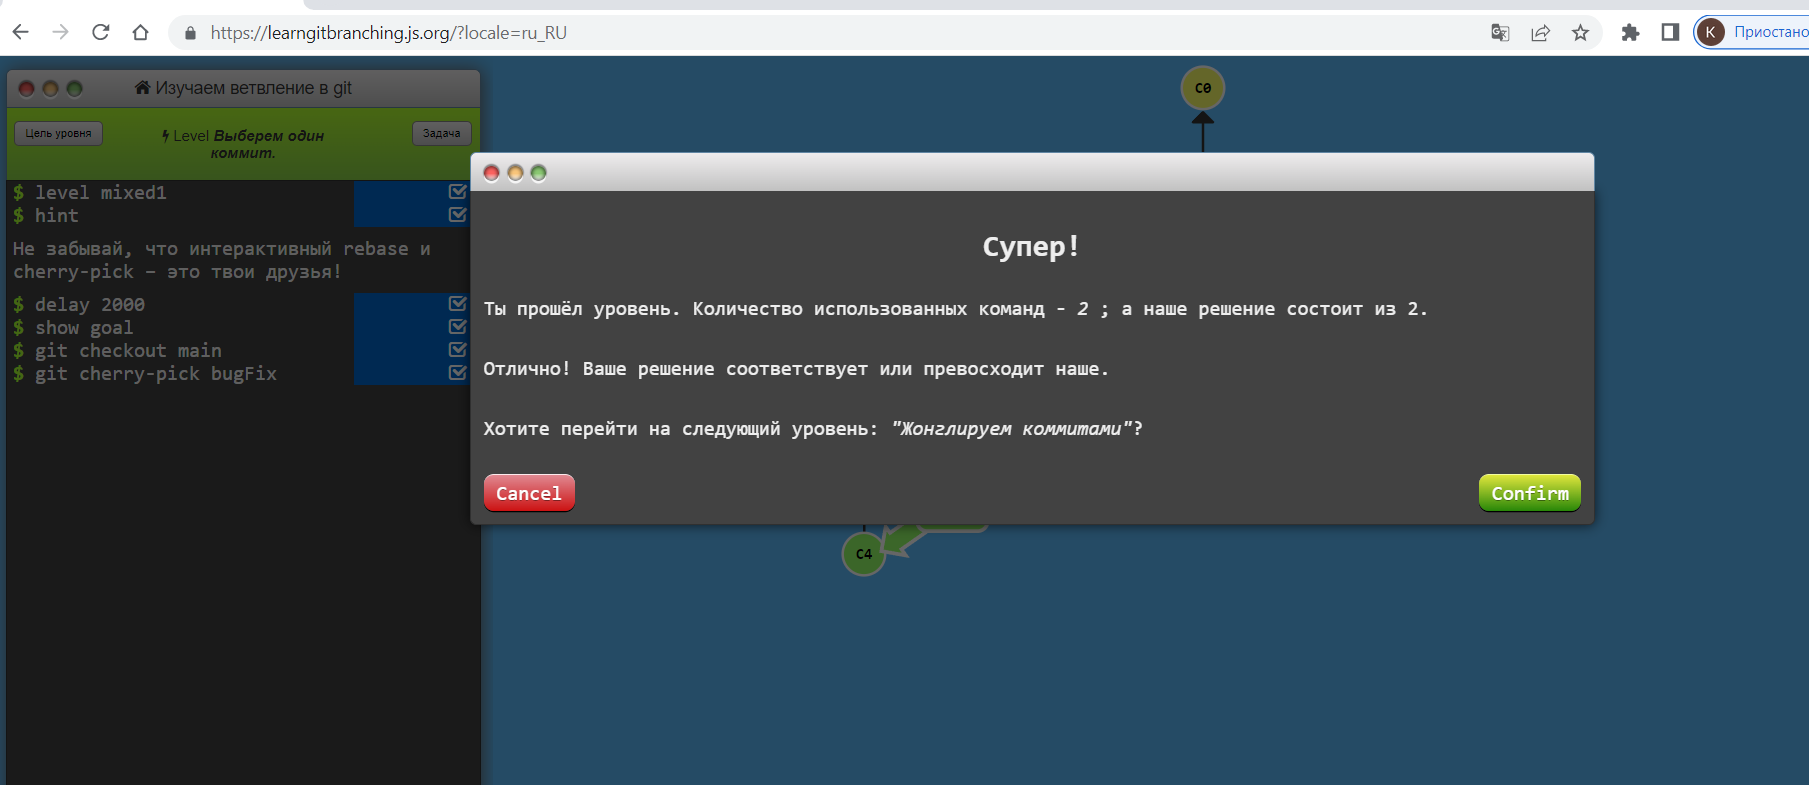 https://learngitbranching.js.org/?locale=ru_RU
K
Приостано
Изучаем ветвление в git
Цель уровня
Level Выберем один
коммит.
Задача
$ level mixed1
$ hint
Не забывай, что интерактивный rebase и
cherry-pick – это твои друзья!
$ delay 2000
$ show goal
$ git checkout main
$ git cherry-pick bugFix
C0
Супер!
Ты прошёл уровень. Количество использованных команд - 2 ; а наше решение состоит из 2.
Отлично! Ваше решение соответствует или превосходит наше.
Хотите перейти на следующий уровень: "Жонглируем коммитами"?
Cancel
Confirm
C4